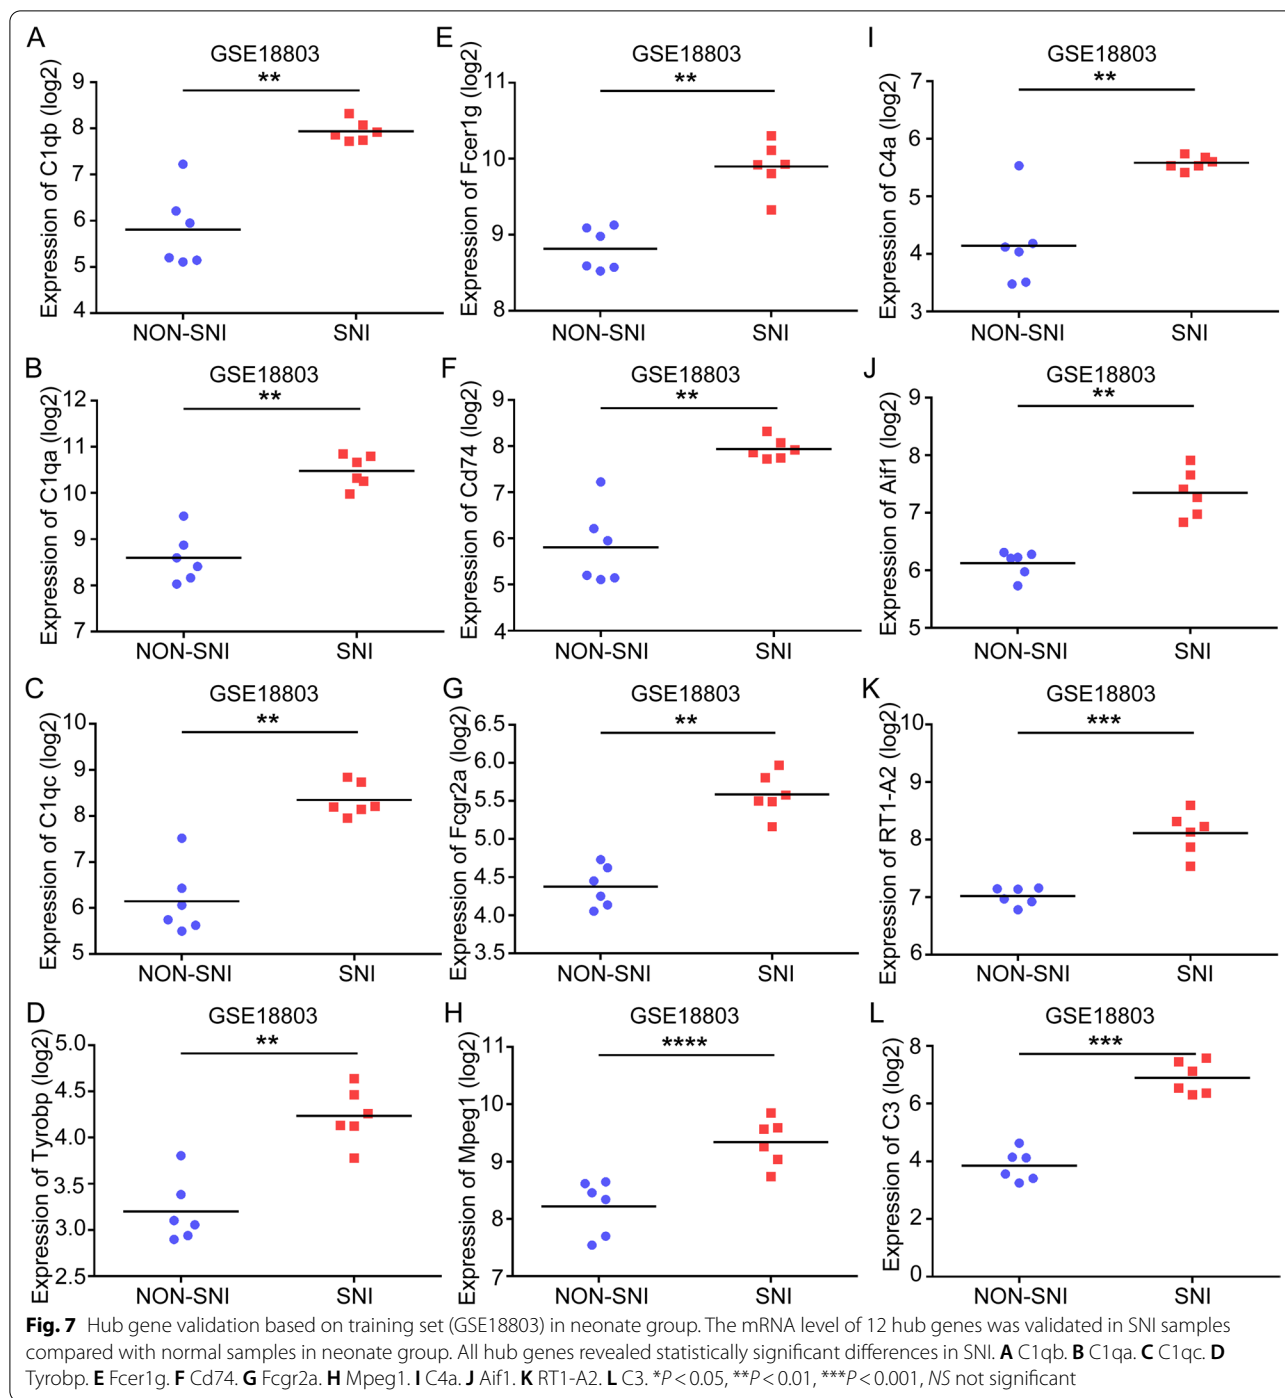 A
GSE18803
**
Expression of C1qb (log2)
9
8
7
6
5
4
NON-SNI
SNI
B
GSE18803
**
Expression of C1qa (log2)
12
11
10
9
8
7
NON-SNI
SNI
C
GSE18803
**
Expression of C1qc (log2)
10
9
8
7
6
5
NON-SNI
SNI
D
GSE18803
**
Expression of Tyrobp (log2)
5.0
4.5
4.0
3.5
3.0
2.5
NON-SNI
SNI
E
GSE18803
**
Expression of Fcer1g (log2)
11
10
9
8
NON-SNI
SNI
F
GSE18803
**
Expression of Cd74 (log2)
9
8
7
6
5
4
NON-SNI
SNI
G
GSE18803
**
Expression of Fcgr2a (log2)
6.5
6.0
5.5
5.0
4.5
4.0
3.5
NON-SNI
SNI
H
GSE18803
****
Expression of Mpeg1 (log2)
11
10
9
8
7
NON-SNI
SNI
I
GSE18803
**
Expression of C4a (log2)
7
6
5
4
3
NON-SNI
SNI
J
GSE18803
**
Expression of Aif1 (log2)
9
8
7
6
5
NON-SNI
SNI
K
GSE18803
***
Expression of RT1-A2 (log2)
10
9
8
7
6
NON-SNI
SNI
L
GSE18803
***
Expression of C3 (log2)
8
6
4
2
0
NON-SNI
SNI
Fig. 7 Hub gene validation based on training set (GSE18803) in neonate group. The mRNA level of 12 hub genes was validated in SNI samples
compared with normal samples in neonate group. All hub genes revealed statistically significant differences in SNI. A C1qb. B C1qa. C C1qc. D
Tyrobp. E Fcer1g. F Cd74. G Fcgr2a. H Mpeg1. I C4a. J Aif1. K RT1-A2. L C3. *P < 0.05, **P < 0.01, ***P < 0.001, NS not significant